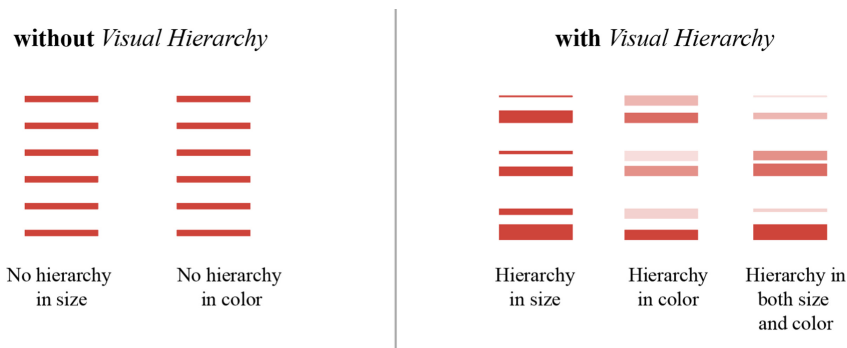 without Visual Hierarchy
No hierarchy
in size
No hierarchy
in color
with Visual Hierarchy
Hierarchy
in size
Hierarchy
in color
Hierarchy in
both size
and color